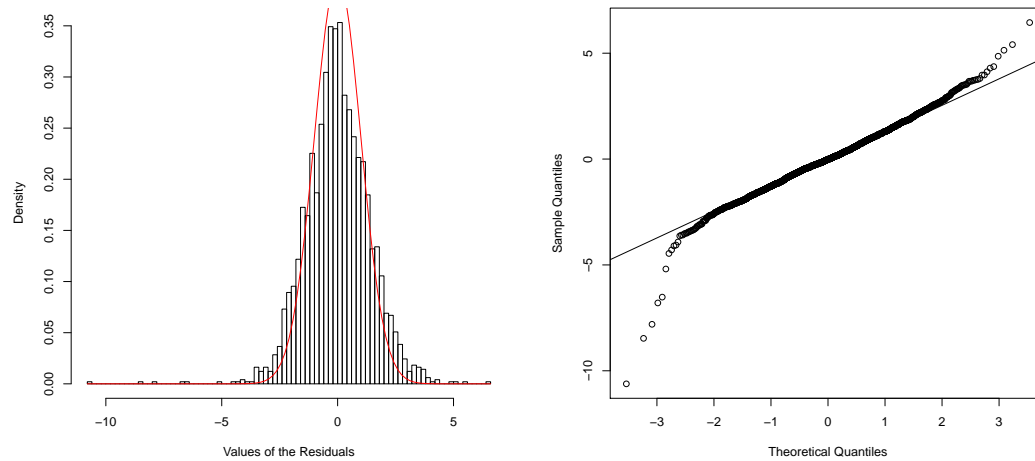 0.35
0.30
0.25
0.20
0.15
0.10
0.05
0.00
Density
−10 −5 0 5
Values of the Residuals
5
0
−5
−10
Sample Quantiles
−3 −2 −1 0 1 2 3
Theoretical Quantiles